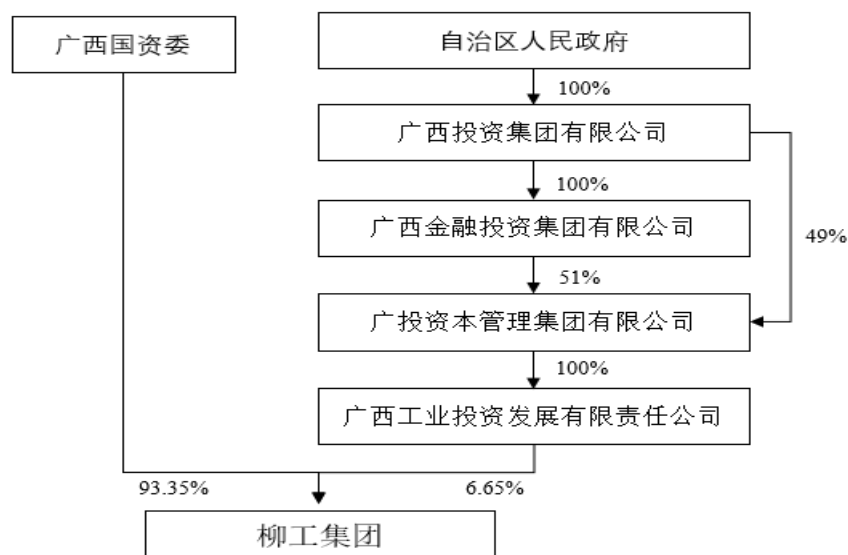 广西国资委
自治区人民政府
100%
广西投资集团有限公司
100%
广西金融投资集团有限公司
49%
51%
广投资本管理集团有限公司
100%
广西工业投资发展有限责任公司
93.35%
6.65%
柳工集团